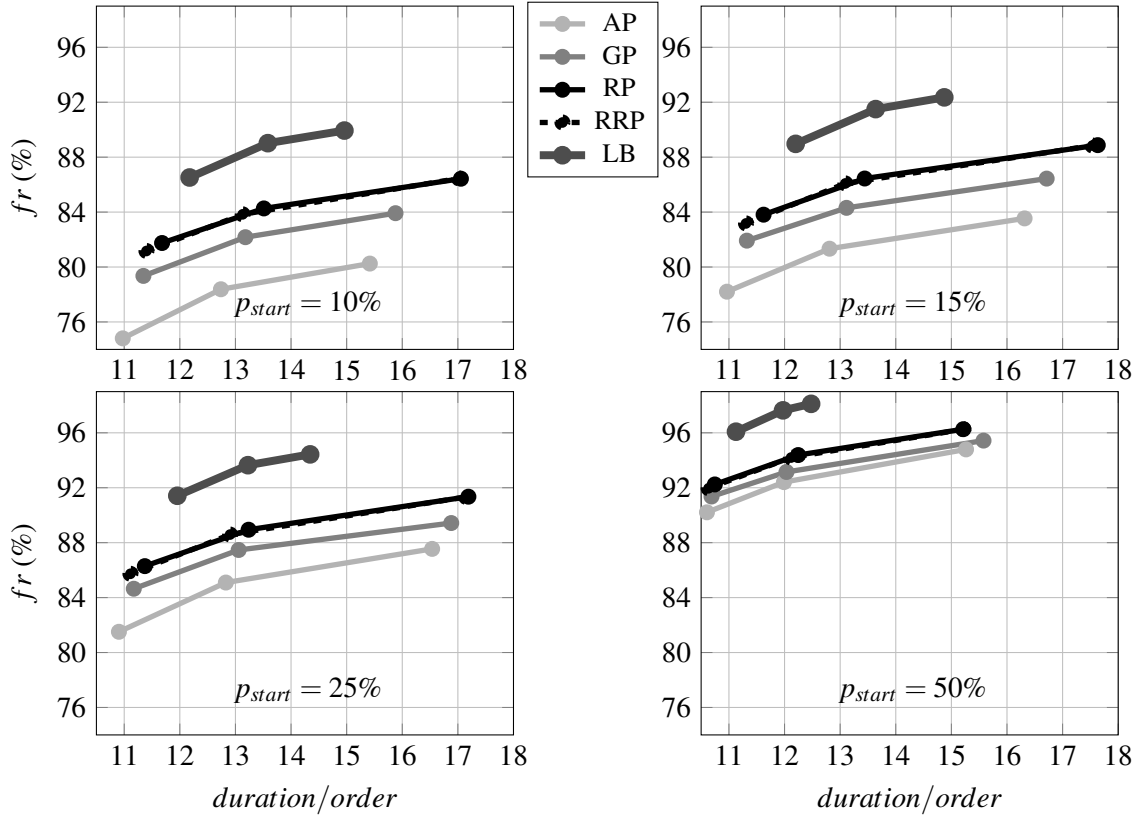 96
92
88
84
80
76
fr (%)
11 12 13 14 15 16 17 18
p_start = 10%
AP
GP
RP
RRP
LB
96
92
88
84
80
76
11 12 13 14 15 16 17 18
p_start = 15%
96
92
88
84
80
76
fr (%)
11 12 13 14 15 16 17 18
duration/order
p_start = 25%
96
92
88
84
80
76
11 12 13 14 15 16 17 18
duration/order
p_start = 50%